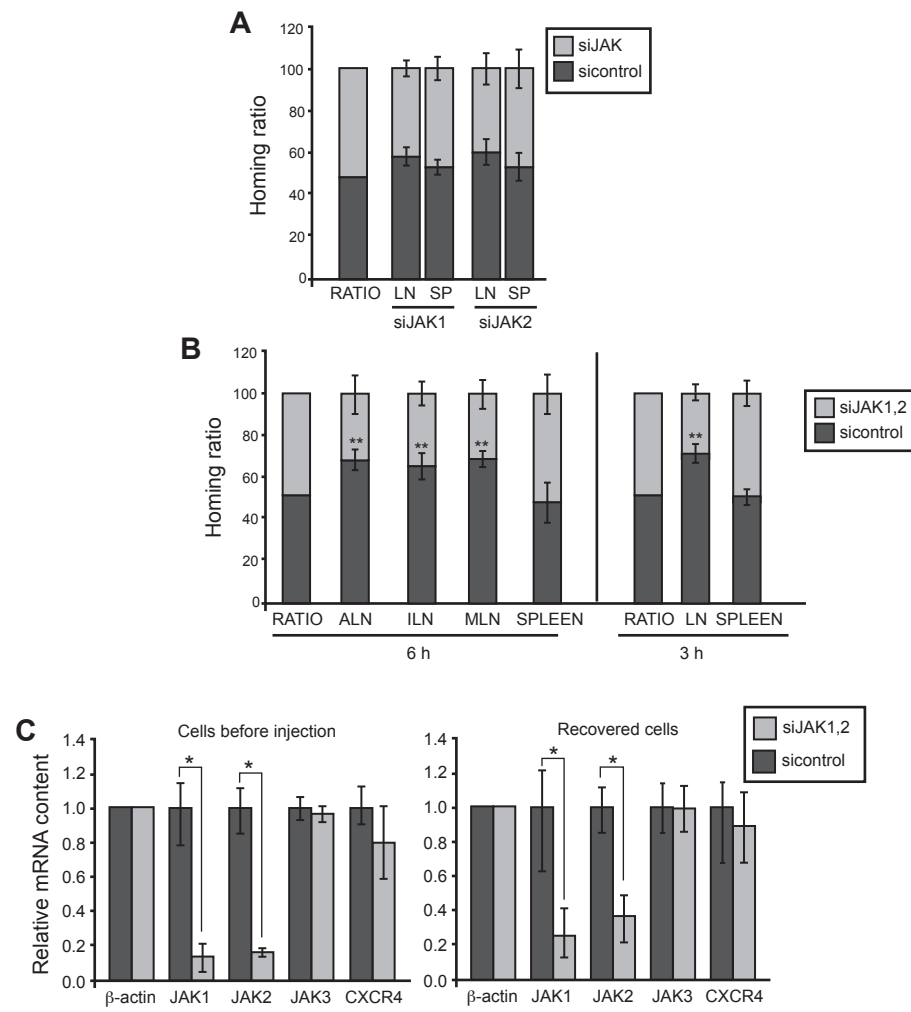 A
120
100
80
60
40
20
0
Homing ratio
siJAK
sicontrol
RATIO LN SP LN SP
siJAK1 siJAK2
B
120
100
80
60
40
20
0
Homing ratio
** ** ** **
siJAK1,2
sicontrol
RATIO ALN ILN MLN SPLEEN RATIO LN SPLEEN
6 h 3 h
C
Cells before injection
Relative mRNA content
1.4
1.2
1.0
0.8
0.6
0.4
0.2
0.0
* *
β-actin JAK1 JAK2 JAK3 CXCR4
Recovered cells
siJAK1,2
sicontrol
1.4
1.2
1.0
0.8
0.6
0.4
0.2
0.0
* *
β-actin JAK1 JAK2 JAK3 CXCR4